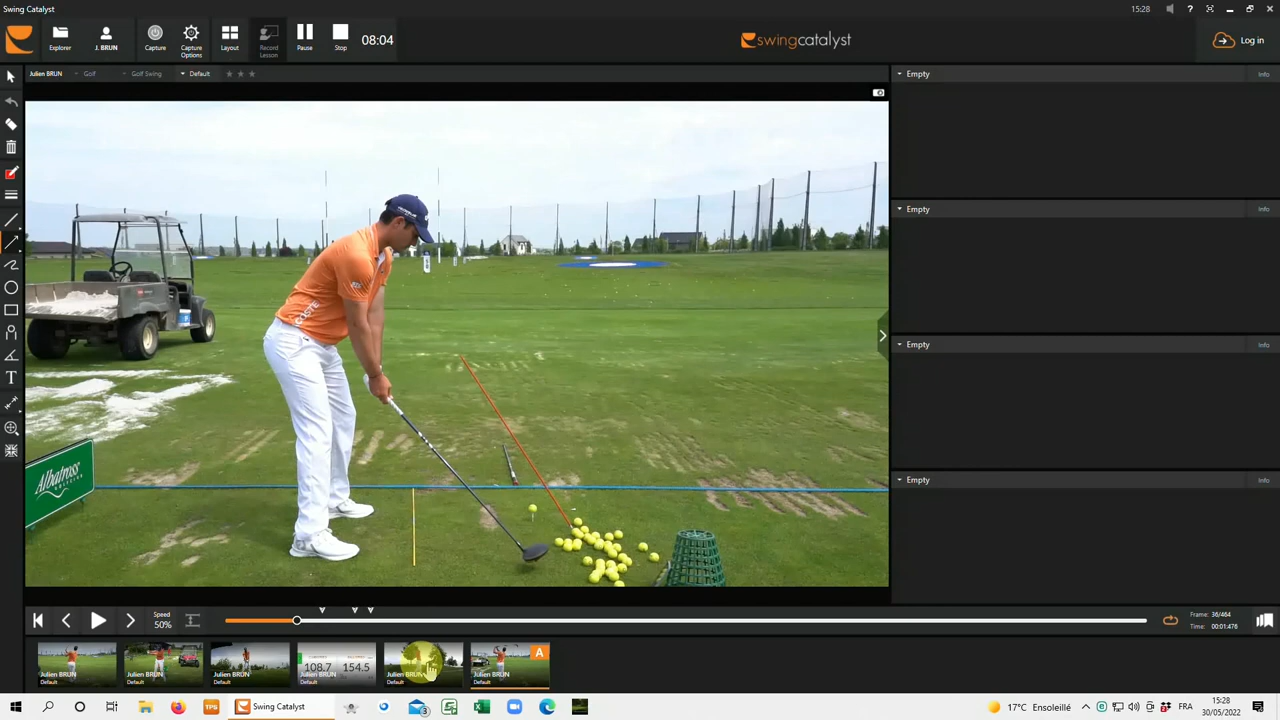 Swing Catalyst
15:28
?
Explorer
J. BRUN
Capture
Capture
Options
Layout
Record
Lesson
Pause
Stop
08:04
swingcatalyst
Log in
Julien BRUN
Golf
Golf Swing
Default
Empty
Info
Empty
Info
Empty
Info
Empty
Info
T
Albatross
Speed
50%
Frame: 36/464
Time: 00:01:476
Julien BRUN
Default
Julien BRUN
Default
Julien BRUN
Default
108.7
154.5
Julien BRUN
Default
Julien BRUN
Default
A
Julien BRUN
Default
TPS
Swing Catalyst
3
17°C Ensoleillé
FRA
15:28
30/05/2022